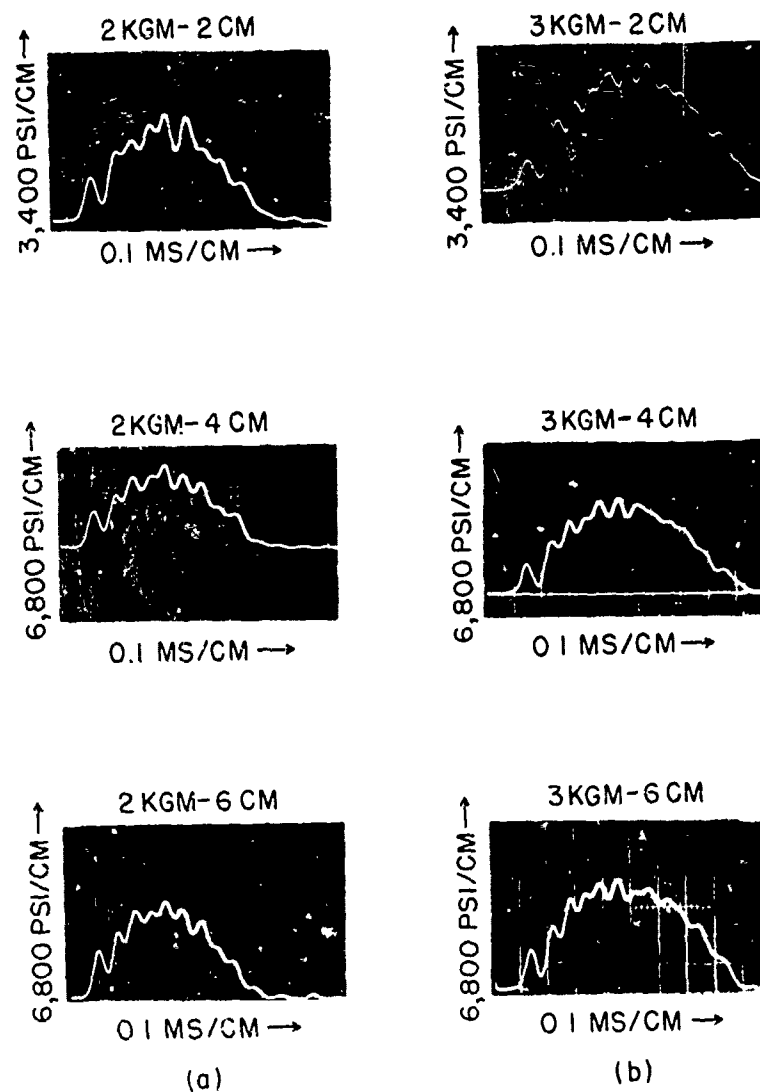 2 KGM-2 CM
3,400 PSI/CM →
0.1 MS/CM →
3 KGM-2 CM
3,400 PSI/CM →
0.1 MS/CM →
2 KGM-4 CM
6,800 PSI/CM →
0.1 MS/CM →
3 KGM-4 CM
6,800 PSI/CM →
0 1 MS/CM →
2 KGM-6 CM
6,800 PSI/CM →
0 1 MS/CM →
3 KGM-6 CM
6,800 PSI/CM →
0 1 MS/CM →
(a)
(b)